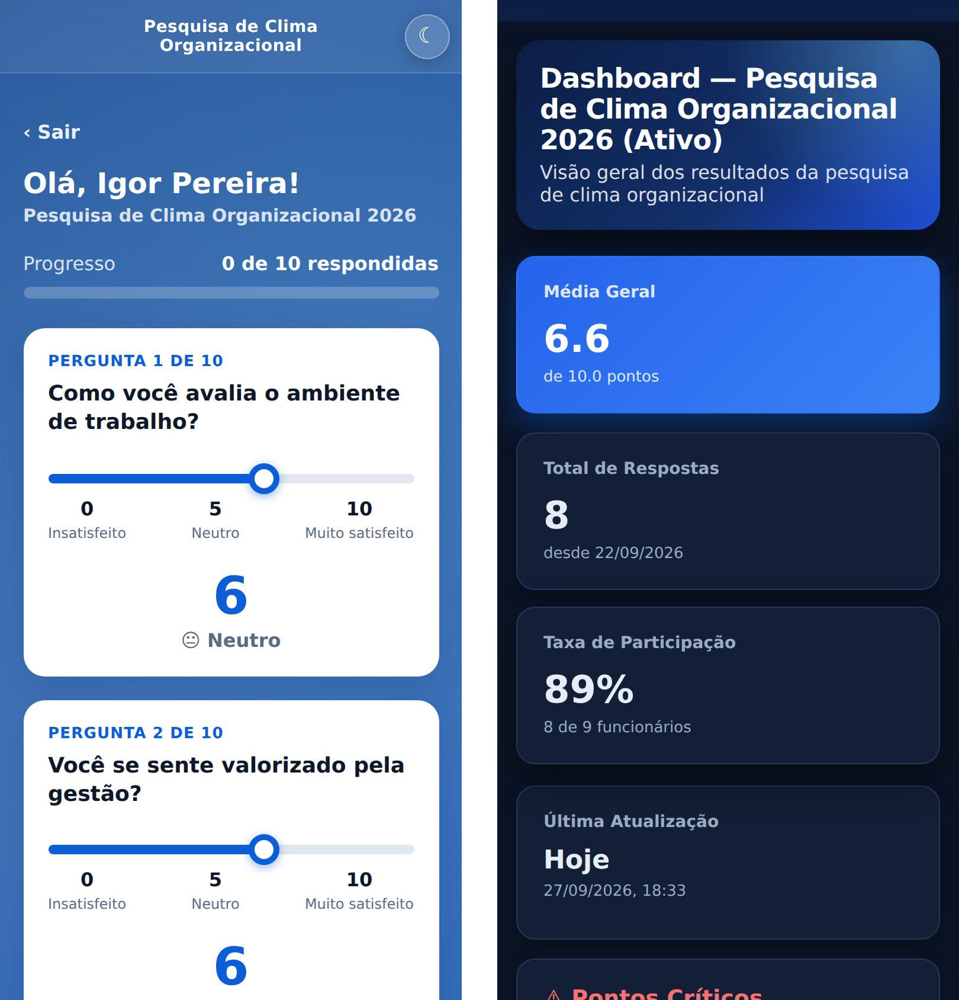 Pesquisa de Clima
Organizacional
‹ Sair
Olá, Igor Pereira!
Pesquisa de Clima Organizacional 2026
Progresso 0 de 10 respondidas
PERGUNTA 1 DE 10
Como você avalia o ambiente
de trabalho?
0 5 10
Insatisfeito Neutro Muito satisfeito
6
😐 Neutro
PERGUNTA 2 DE 10
Você se sente valorizado pela
gestão?
0 5 10
Insatisfeito Neutro Muito satisfeito
6
Dashboard — Pesquisa
de Clima Organizacional
2026 (Ativo)
Visão geral dos resultados da pesquisa
de clima organizacional
Média Geral
6.6
de 10.0 pontos
Total de Respostas
8
desde 22/09/2026
Taxa de Participação
89%
8 de 9 funcionários
Última Atualização
Hoje
27/09/2026, 18:33
⚠ Pontos Críticos